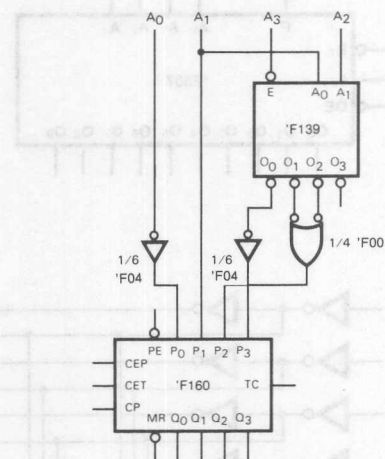 A0 A1 A3 A2
E A0 A1
'F139
O0 O1 O2 O3
1/4 'F00
1/6
'F04
1/6
'F04
PE P0 P1 P2 P3
CEP
CET 'F160 TC
CP
MR Q0 Q1 Q2 Q3